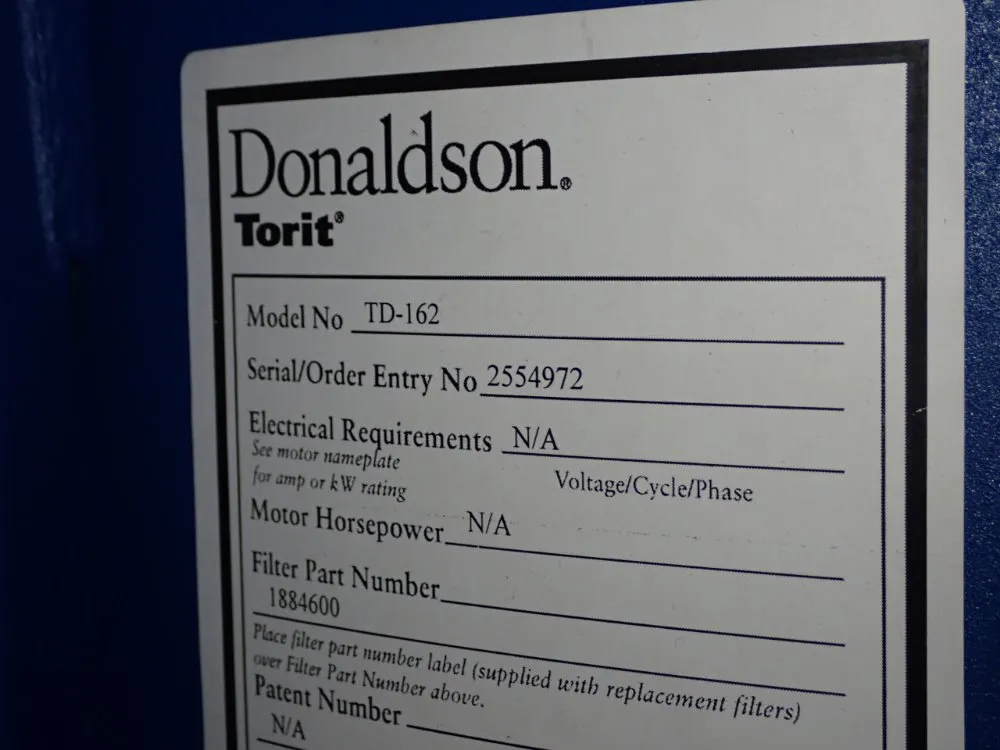 Donaldson®
Torit®
Model No TD-162
Serial/Order Entry No 2554972
Electrical Requirements N/A
See motor nameplate
for amp or kW rating
Voltage/Cycle/Phase
Motor Horsepower N/A
Filter Part Number
1884600
Place filter part number label (supplied with replacement filters)
over Filter Part Number above.
Patent Number
N/A